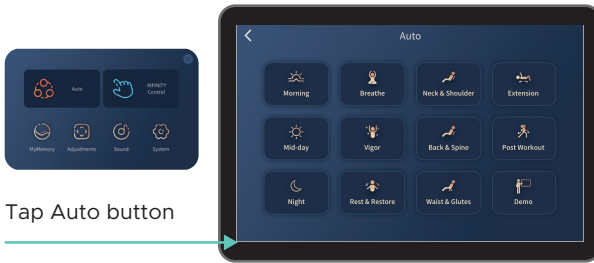 Auto
INFINITY
Control
MyMemory Adjustments Sound System
Tap Auto button
Auto
Morning Breathe Neck & Shoulder Extension
Mid-day Vigor Back & Spine Post Workout
Night Rest & Restore Waist & Glutes Demo